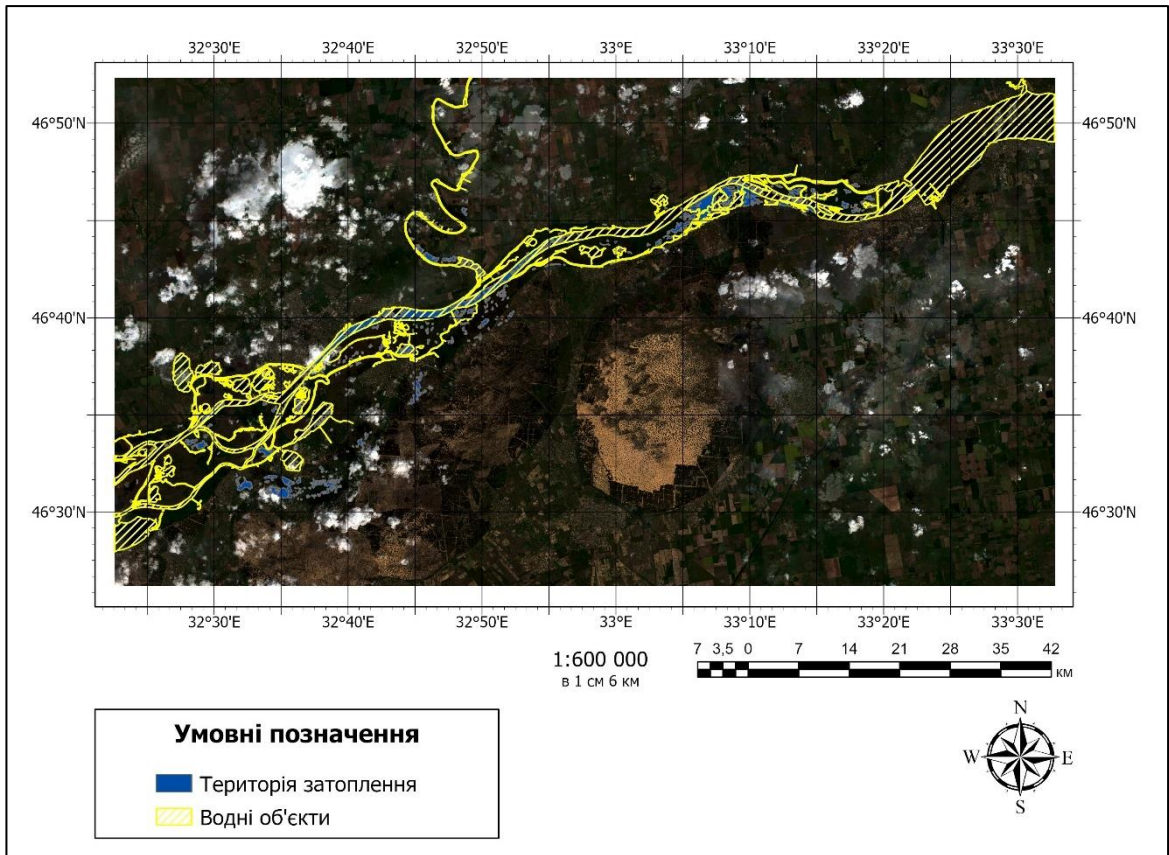 32°30'E 32°40'E 32°50'E 33°E 33°10'E 33°20'E 33°30'E
46°50'N 46°50'N
46°40'N 46°40'N
46°30'N 46°30'N
32°30'E 32°40'E 32°50'E 33°E 33°10'E 33°20'E 33°30'E
1:600 000
в 1 см 6 км
7 3,5 0 7 14 21 28 35 42
км
Умовні позначення
Територія затоплення
Водні об'єкти
N
W E
S